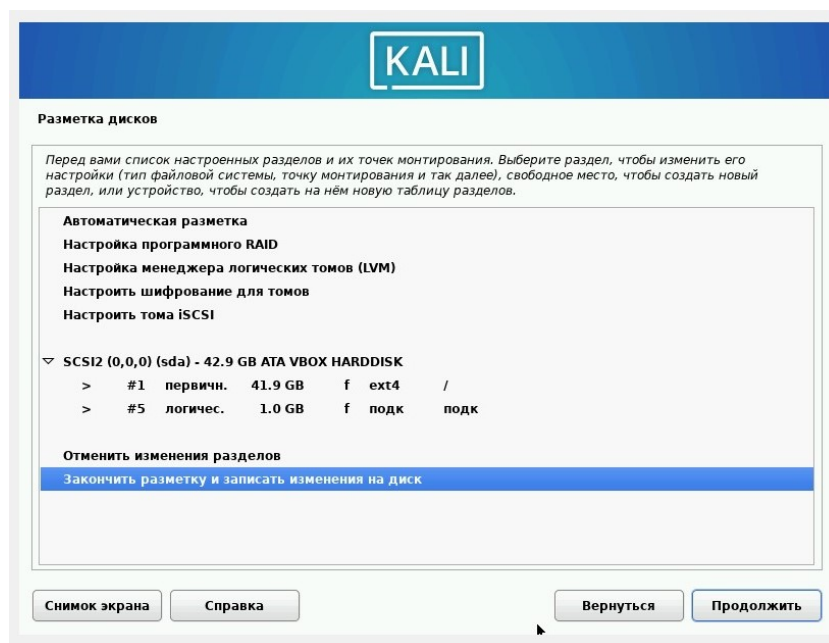 KALI
Разметка дисков
Перед вами список настроенных разделов и их точек монтирования. Выберите раздел, чтобы изменить его
настройки (тип файловой системы, точку монтирования и так далее), свободное место, чтобы создать новый
раздел, или устройство, чтобы создать на нём новую таблицу разделов.
Автоматическая разметка
Настройка программного RAID
Настройка менеджера логических томов (LVM)
Настроить шифрование для томов
Настроить тома iSCSI
SCSI2 (0,0,0) (sda) - 42.9 GB ATA VBOX HARDDISK
> #1 первичн. 41.9 GB f ext4 /
> #5 логичес. 1.0 GB f подк подк
Отменить изменения разделов
Закончить разметку и записать изменения на диск
Снимок экрана Справка Вернуться Продолжить